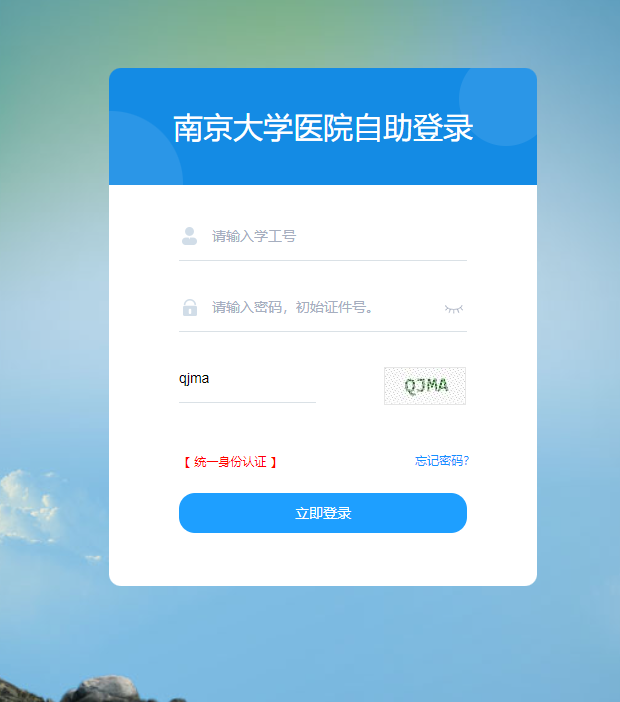 南京大学医院自助登录
请输入学工号
请输入密码，初始证件号。
qjma
QJMA
【 统一身份认证 】
忘记密码?
立即登录